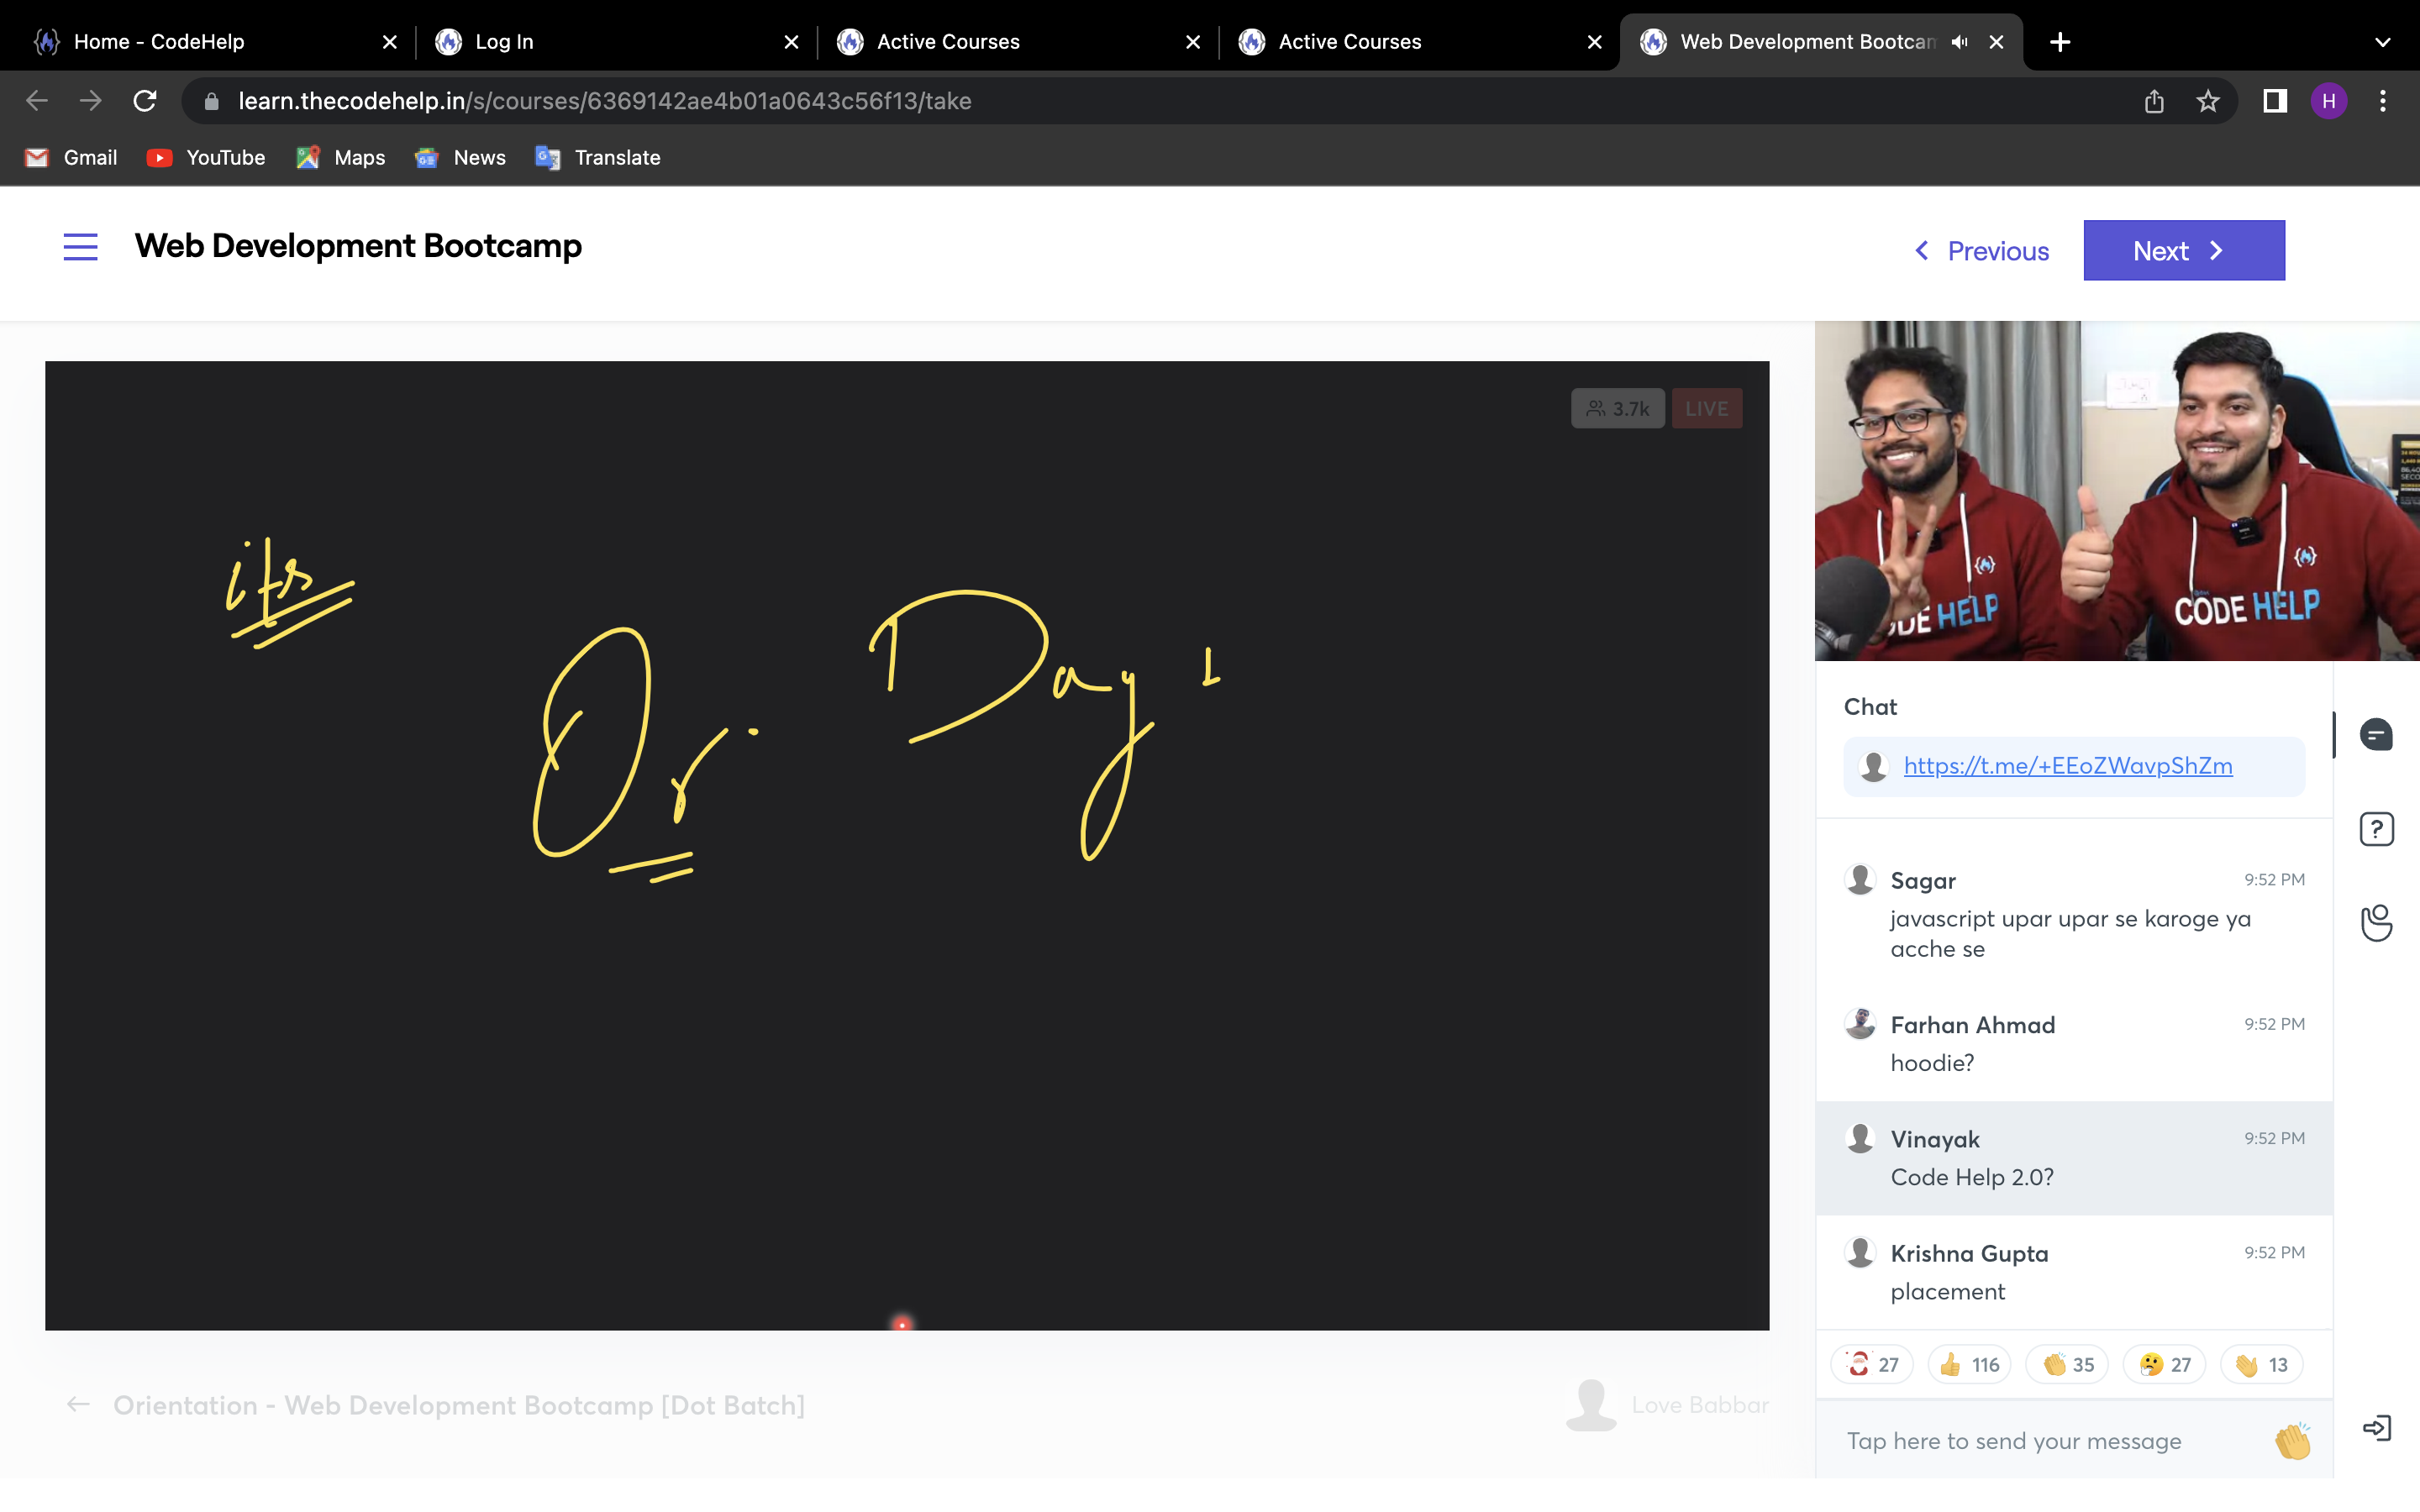 Home - CodeHelp
Log In
Active Courses
Active Courses
Web Development Bootcam
learn.thecodehelp.in/s/courses/6369142ae4b01a0643c56f13/take
H
Gmail YouTube Maps News Translate
Web Development Bootcamp
Previous
Next
3.7k LIVE
its
Or. Day 1
CODE HELP
CODE HELP
Chat
https://t.me/+EEoZWavpShZm
Sagar 9:52 PM
javascript upar upar se karoge ya
acche se
Farhan Ahmad 9:52 PM
hoodie?
Vinayak 9:52 PM
Code Help 2.0?
Krishna Gupta 9:52 PM
placement
27 116 35 27 13
Orientation - Web Development Bootcamp [Dot Batch]
Love Babbar
Tap here to send your message